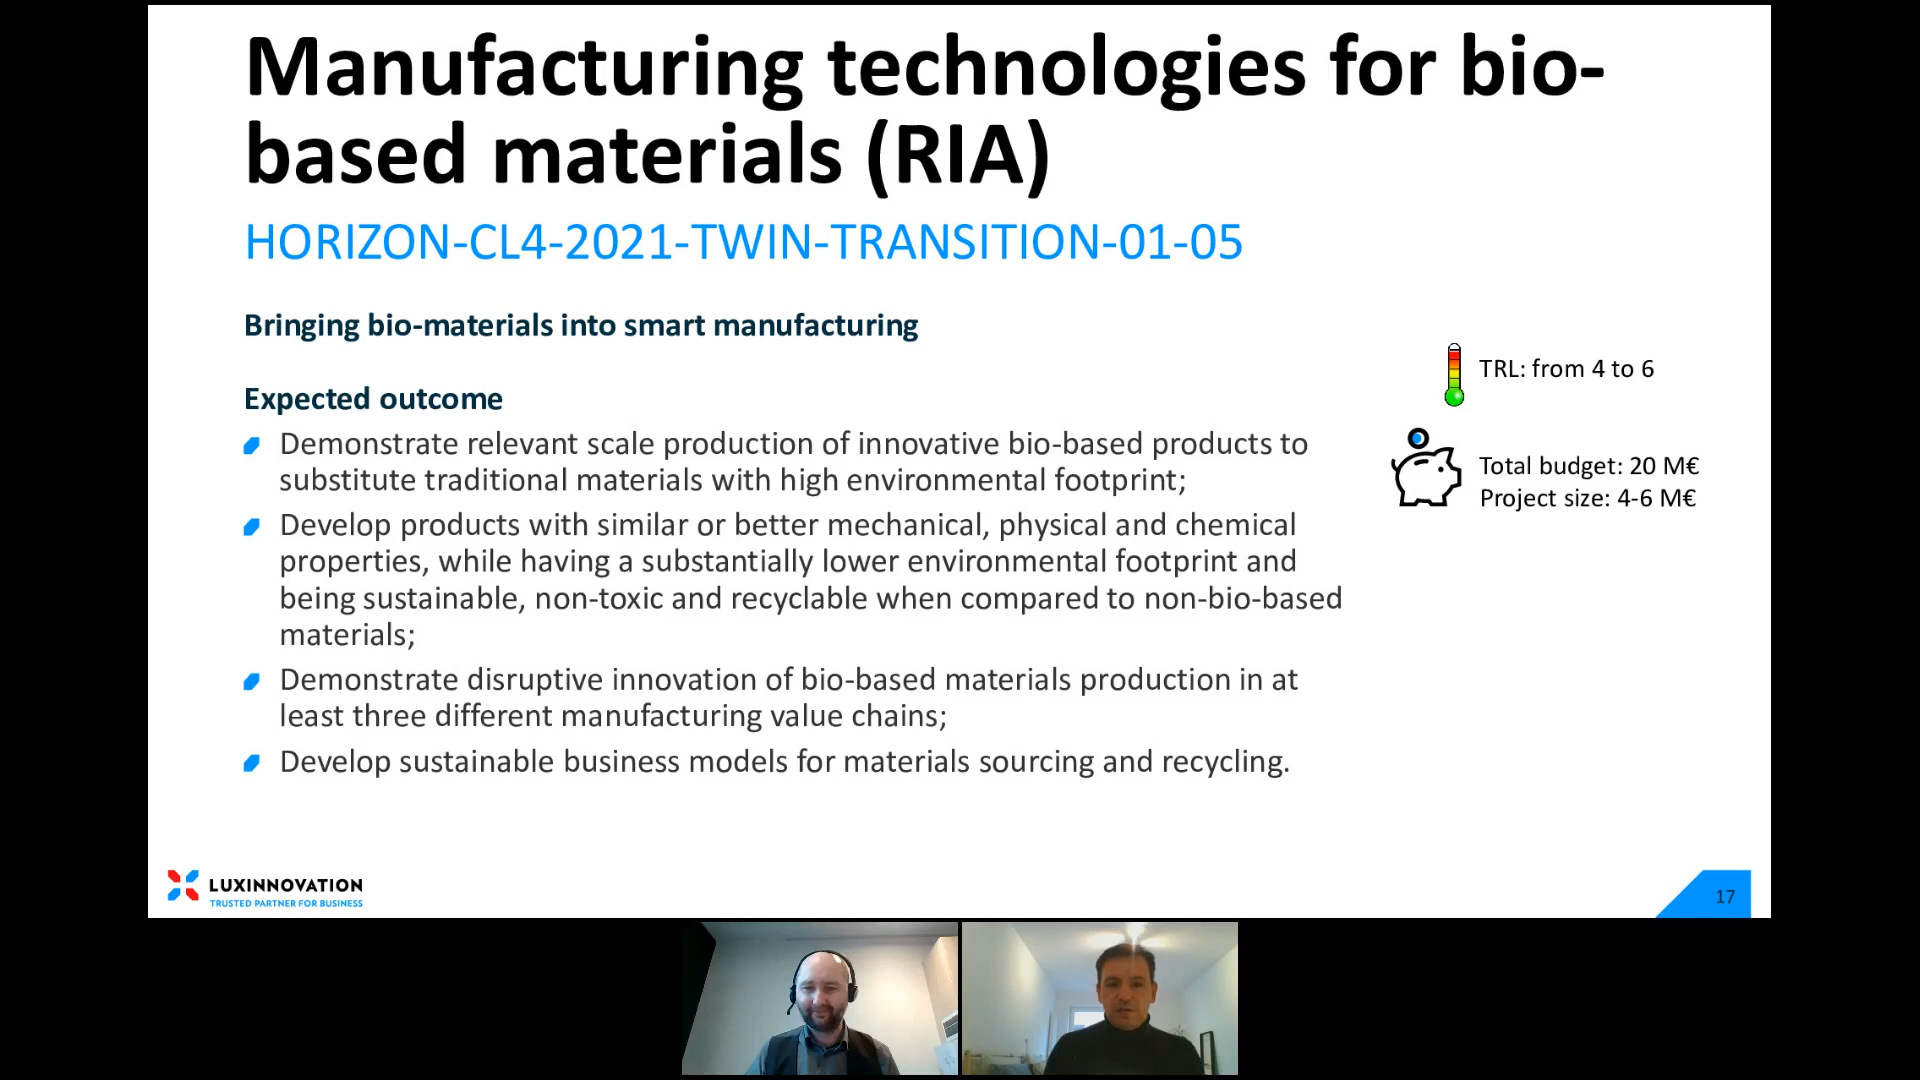 Manufacturing technologies for bio-
based materials (RIA)
HORIZON-CL4-2021-TWIN-TRANSITION-01-05
Bringing bio-materials into smart manufacturing
Expected outcome
Demonstrate relevant scale production of innovative bio-based products to
substitute traditional materials with high environmental footprint;
Develop products with similar or better mechanical, physical and chemical
properties, while having a substantially lower environmental footprint and
being sustainable, non-toxic and recyclable when compared to non-bio-based
materials;
Demonstrate disruptive innovation of bio-based materials production in at
least three different manufacturing value chains;
Develop sustainable business models for materials sourcing and recycling.
TRL: from 4 to 6
Total budget: 20 M€
Project size: 4-6 M€
LUXINNOVATION
TRUSTED PARTNER FOR BUSINESS
17